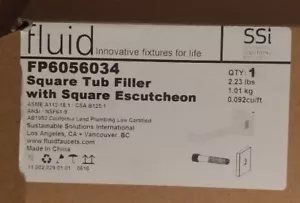 fluid
innovative fixtures for life
SSi
FP6056034
Square Tub Filler
with Square Escutcheon
QTY: 1
2.23 lbs
1.01 kg
0.092cu/ft
ASME A112.18.1 - CSA B125.1
ANSI - NSF61-9
AB1953 California Lead Plumbing Law Certified
Sustainable Solutions International
Los Angeles, CA • Vancouver, BC
www.fluidfaucets.com
Made in China